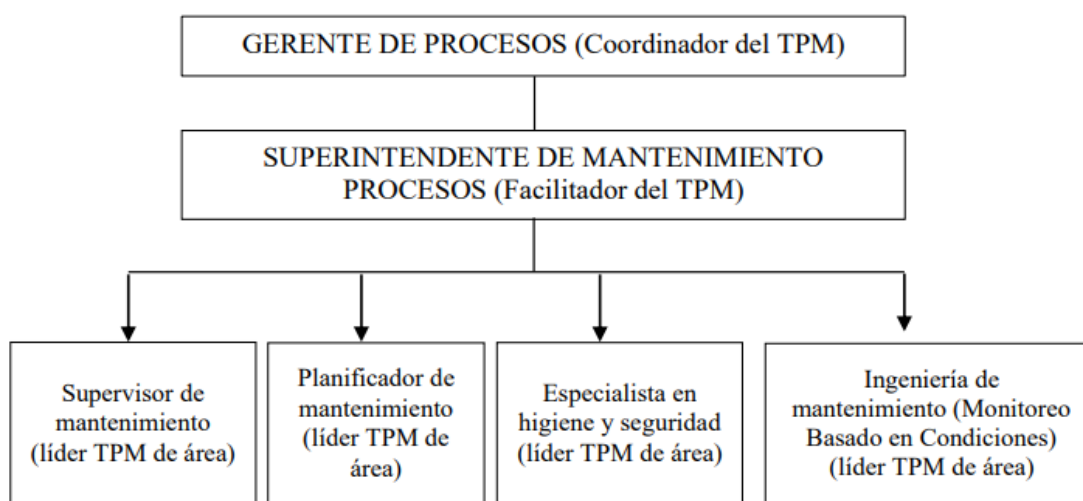 GERENTE DE PROCESOS (Coordinador del TPM)
SUPERINTENDENTE DE MANTENIMIENTO
PROCESOS (Facilitador del TPM)
Supervisor de
mantenimiento
(líder TPM de área)
Planificador de
mantenimiento
(líder TPM de
área)
Especialista en
higiene y seguridad
(líder TPM de área)
Ingeniería de
mantenimiento (Monitoreo
Basado en Condiciones)
(líder TPM de área)